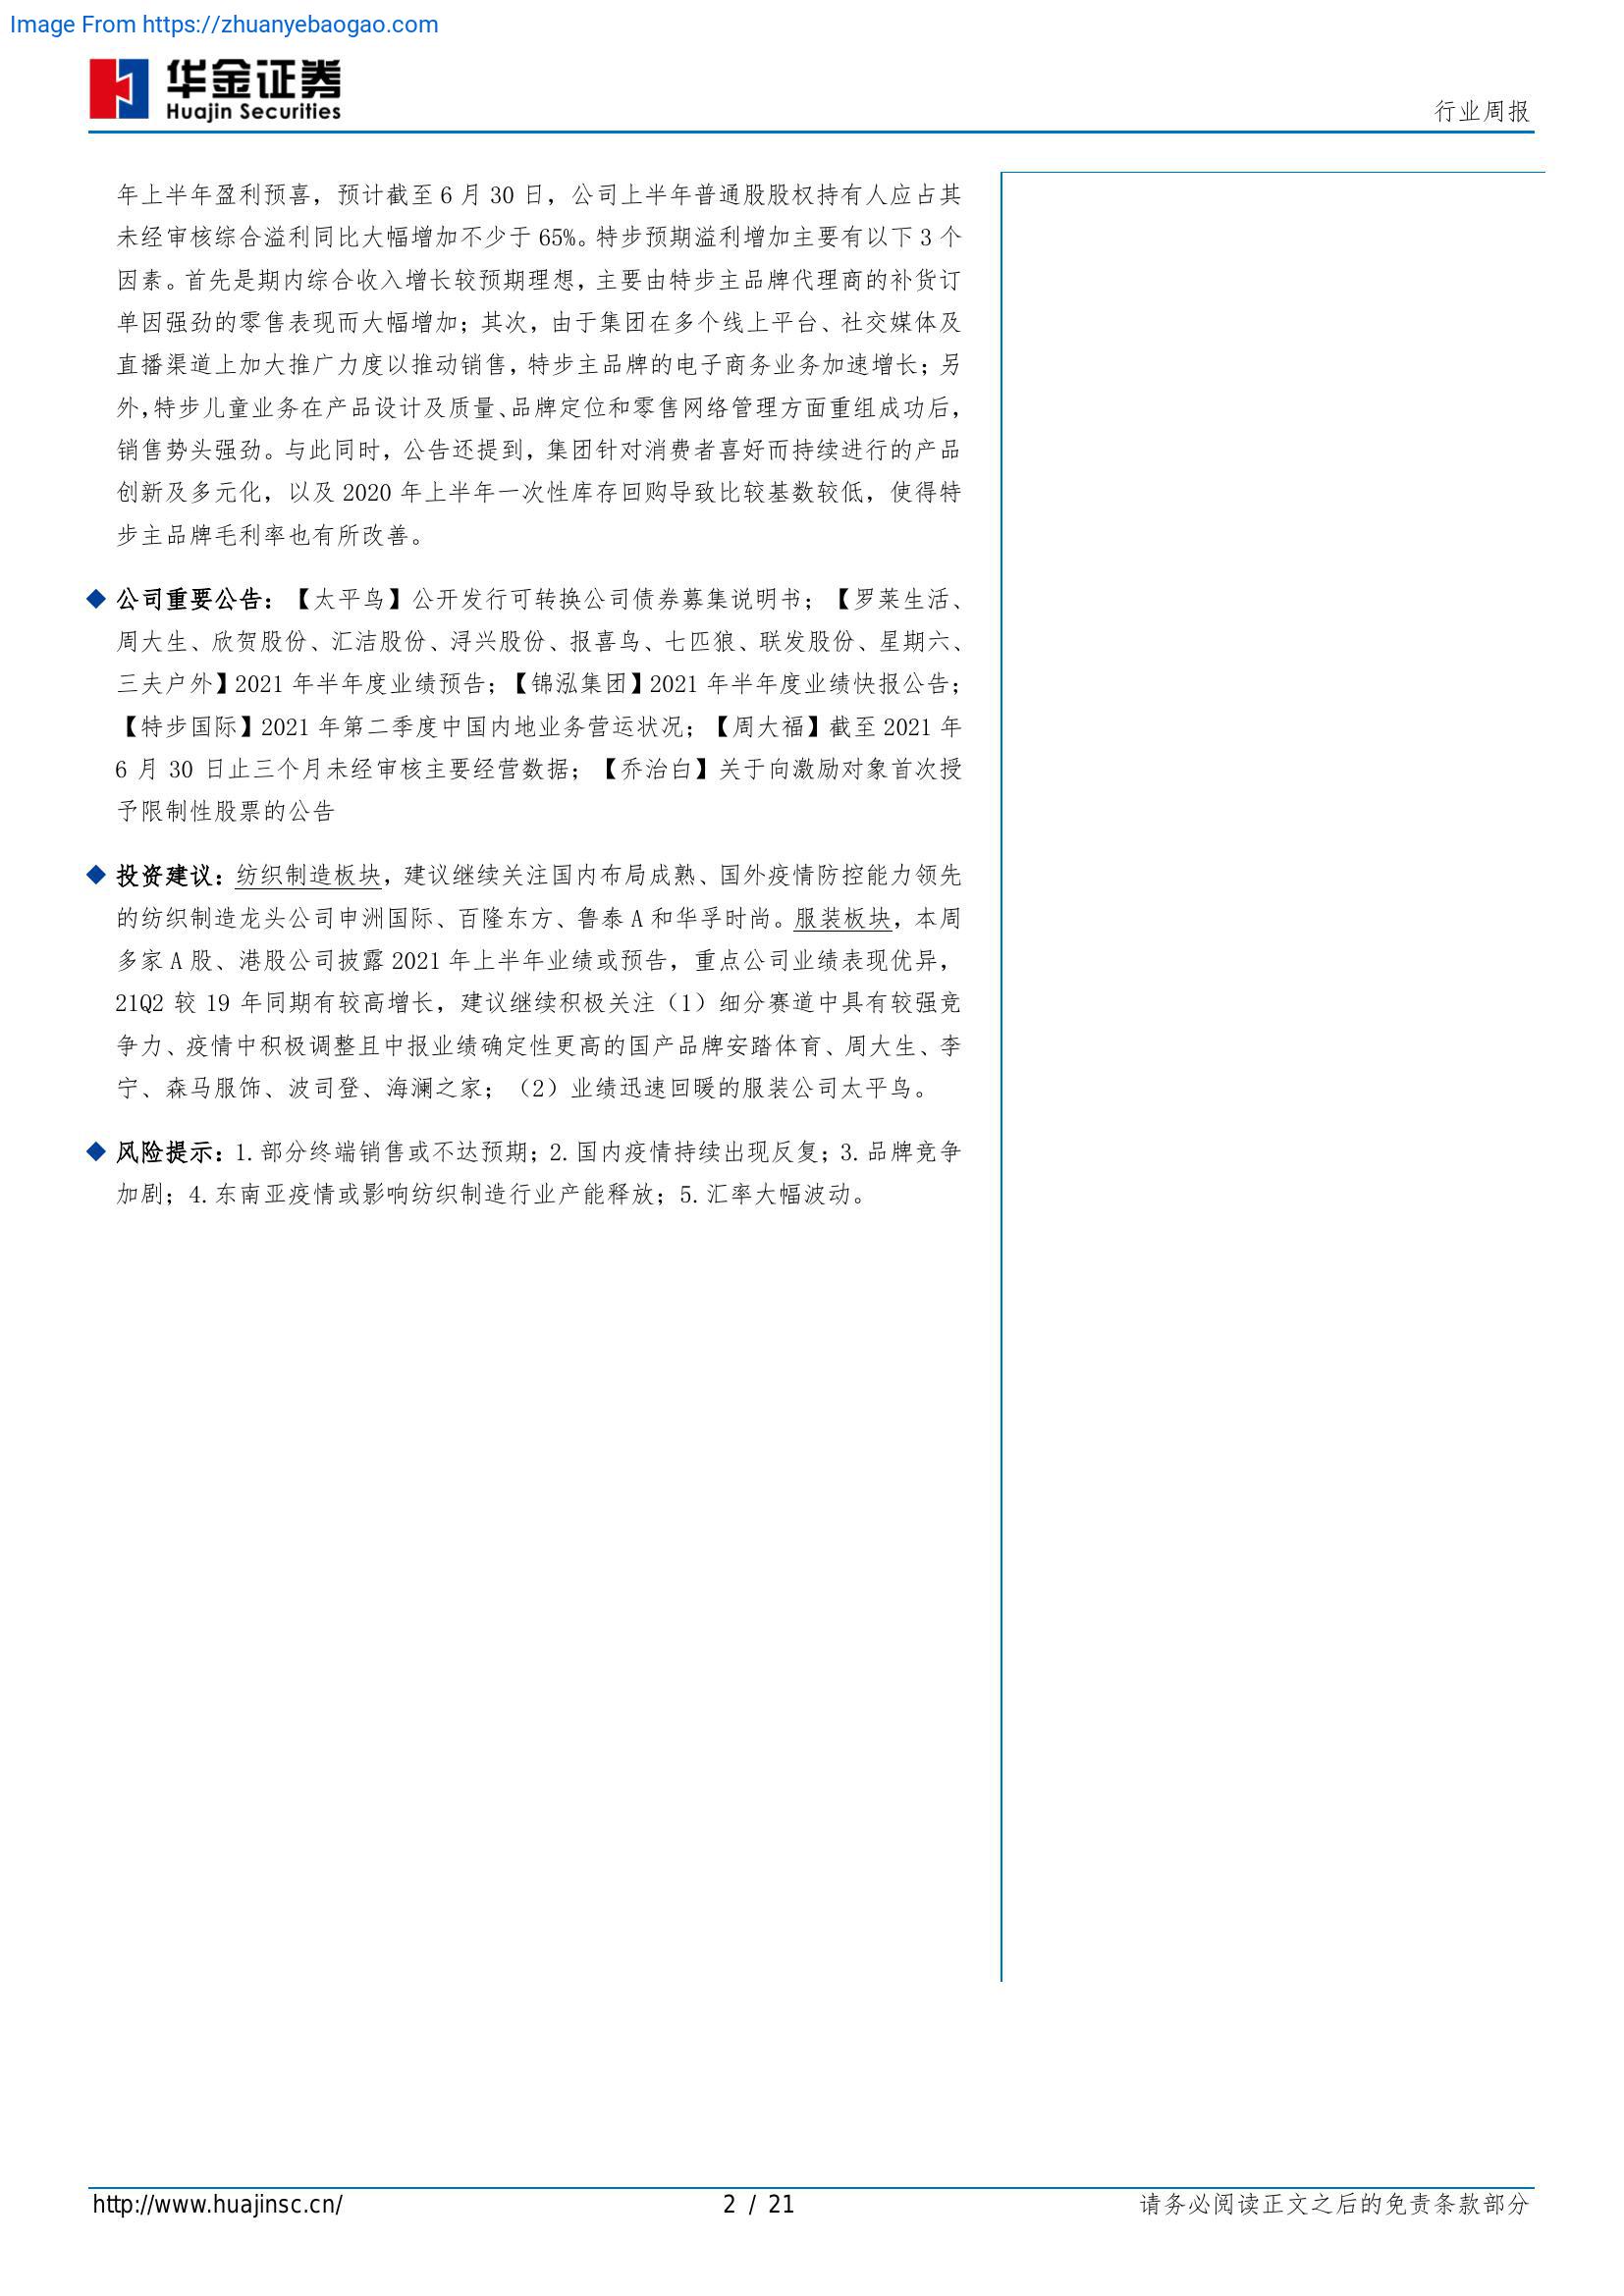 Image From https://zhuanyebaogao.com
华金证券
Huajin Securities
行业周报
年上半年盈利预喜，预计截至 6 月 30 日，公司上半年普通股股权持有人应占其
未经审核综合溢利同比大幅增加不少于 65%。特步预期溢利增加主要有以下 3 个
因素。首先是期内综合收入增长较预期理想，主要由特步主品牌代理商的补货订
单因强劲的零售表现而大幅增加；其次，由于集团在多个线上平台、社交媒体及
直播渠道上加大推广力度以推动销售，特步主品牌的电子商务业务加速增长；另
外，特步儿童业务在产品设计及质量、品牌定位和零售网络管理方面重组成功后，
销售势头强劲。与此同时，公告还提到，集团针对消费者喜好而持续进行的产品
创新及多元化，以及 2020 年上半年一次性库存回购导致比较基数较低，使得特
步主品牌毛利率也有所改善。
◆ 公司重要公告：【太平鸟】公开发行可转换公司债券募集说明书；【罗莱生活、
周大生、欣贺股份、汇洁股份、浔兴股份、报喜鸟、七匹狼、联发股份、星期六、
三夫户外】2021 年半年度业绩预告；【锦泓集团】2021 年半年度业绩快报公告；
【特步国际】2021 年第二季度中国内地业务营运状况；【周大福】截至 2021 年
6 月 30 日止三个月未经审核主要经营数据；【乔治白】关于向激励对象首次授
予限制性股票的公告
◆ 投资建议：纺织制造板块，建议继续关注国内布局成熟、国外疫情防控能力领先
的纺织制造龙头公司申洲国际、百隆东方、鲁泰 A 和华孚时尚。服装板块，本周
多家 A 股、港股公司披露 2021 年上半年业绩或预告，重点公司业绩表现优异，
21Q2 较 19 年同期有较高增长，建议继续积极关注（1）细分赛道中具有较强竞
争力、疫情中积极调整且中报业绩确定性更高的国产品牌安踏体育、周大生、李
宁、森马服饰、波司登、海澜之家；（2）业绩迅速回暖的服装公司太平鸟。
◆ 风险提示：1.部分终端销售或不达预期；2.国内疫情持续出现反复；3.品牌竞争
加剧；4.东南亚疫情或影响纺织制造行业产能释放；5.汇率大幅波动。
http://www.huajinsc.cn/
2 / 21
请务必阅读正文之后的免责条款部分